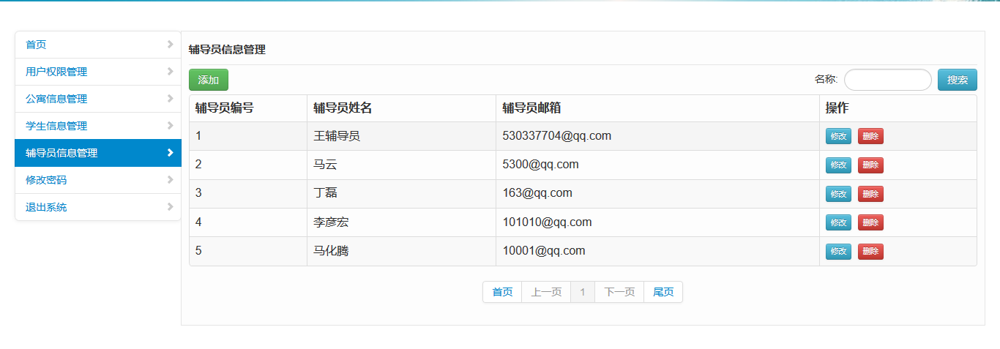 首页
用户权限管理
公寓信息管理
学生信息管理
辅导员信息管理
修改密码
退出系统
辅导员信息管理
添加 名称: 搜索
辅导员编号 辅导员姓名 辅导员邮箱 操作
1 王辅导员 530337704@qq.com 修改 删除
2 马云 5300@qq.com 修改 删除
3 丁磊 163@qq.com 修改 删除
4 李彦宏 101010@qq.com 修改 删除
5 马化腾 10001@qq.com 修改 删除
首页 上一页 1 下一页 尾页